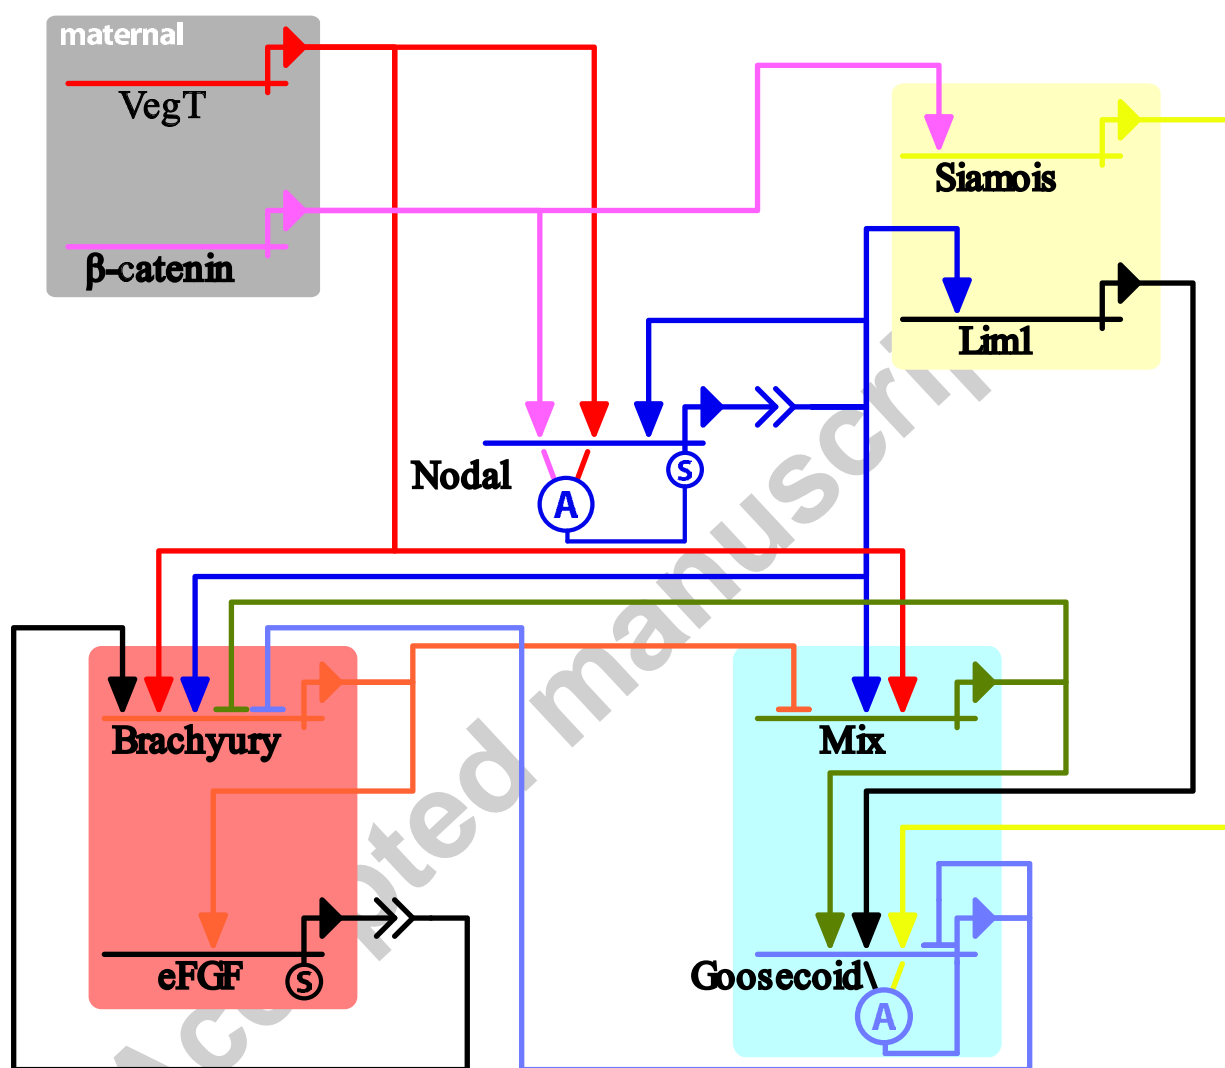 maternal
VegT
β-catenin
Siamois
Lim1
Nodal
S
A
Brachyury
Mix
eFGF
S
Goosecoid
A
Accepted manuscript